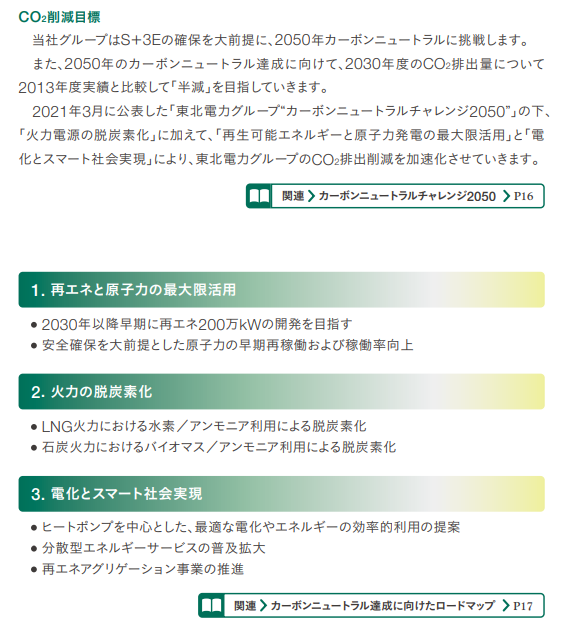 CO₂削減目標
当社グループはS+3Eの確保を大前提に、2050年カーボンニュートラルに挑戦します。
また、2050年のカーボンニュートラル達成に向けて、2030年度のCO₂排出量について
2013年度実績と比較して「半減」を目指していきます。
2021年3月に公表した「東北電力グループ“カーボンニュートラルチャレンジ2050”」の下、
「火力電源の脱炭素化」に加えて、「再生可能エネルギーと原子力発電の最大限活用」と「電
化とスマート社会実現」により、東北電力グループのCO₂排出削減を加速化させていきます。
関連 ❯ カーボンニュートラルチャレンジ2050 ❯ P16
1. 再エネと原子力の最大限活用
● 2030年以降早期に再エネ200万kWの開発を目指す
● 安全確保を大前提とした原子力の早期再稼働および稼働率向上
2. 火力の脱炭素化
● LNG火力における水素／アンモニア利用による脱炭素化
● 石炭火力におけるバイオマス／アンモニア利用による脱炭素化
3. 電化とスマート社会実現
● ヒートポンプを中心とした、最適な電化やエネルギーの効率的利用の提案
● 分散型エネルギーサービスの普及拡大
● 再エネアグリゲーション事業の推進
関連 ❯ カーボンニュートラル達成に向けたロードマップ ❯ P17